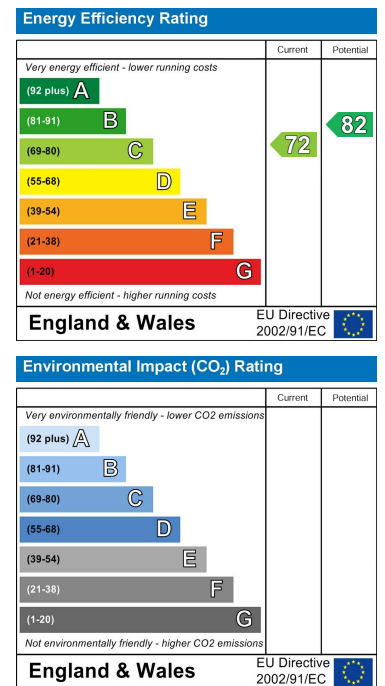 Energy Efficiency Rating
Current Potential
Very energy efficient - lower running costs
(92 plus) A
(81-91) B
(69-80) C
(55-68) D
(39-54) E
(21-38) F
(1-20) G
72
82
Not energy efficient - higher running costs
England & Wales
EU Directive
2002/91/EC
Environmental Impact (CO₂) Rating
Current Potential
Very environmentally friendly - lower CO2 emissions
(92 plus) A
(81-91) B
(69-80) C
(55-68) D
(39-54) E
(21-38) F
(1-20) G
Not environmentally friendly - higher CO2 emissions
England & Wales
EU Directive
2002/91/EC